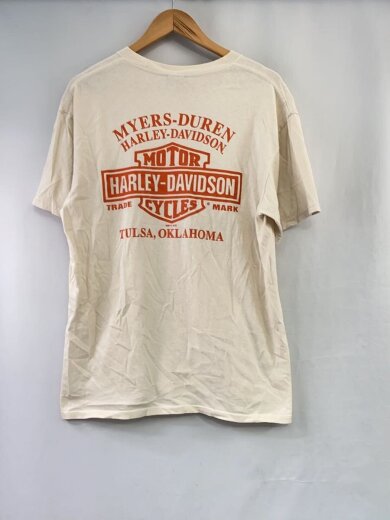 MYERS-DUREN
HARLEY-DAVIDSON
MOTOR
HARLEY-DAVIDSON
CYCLES
TRADE MARK
®
TULSA, OKLAHOMA